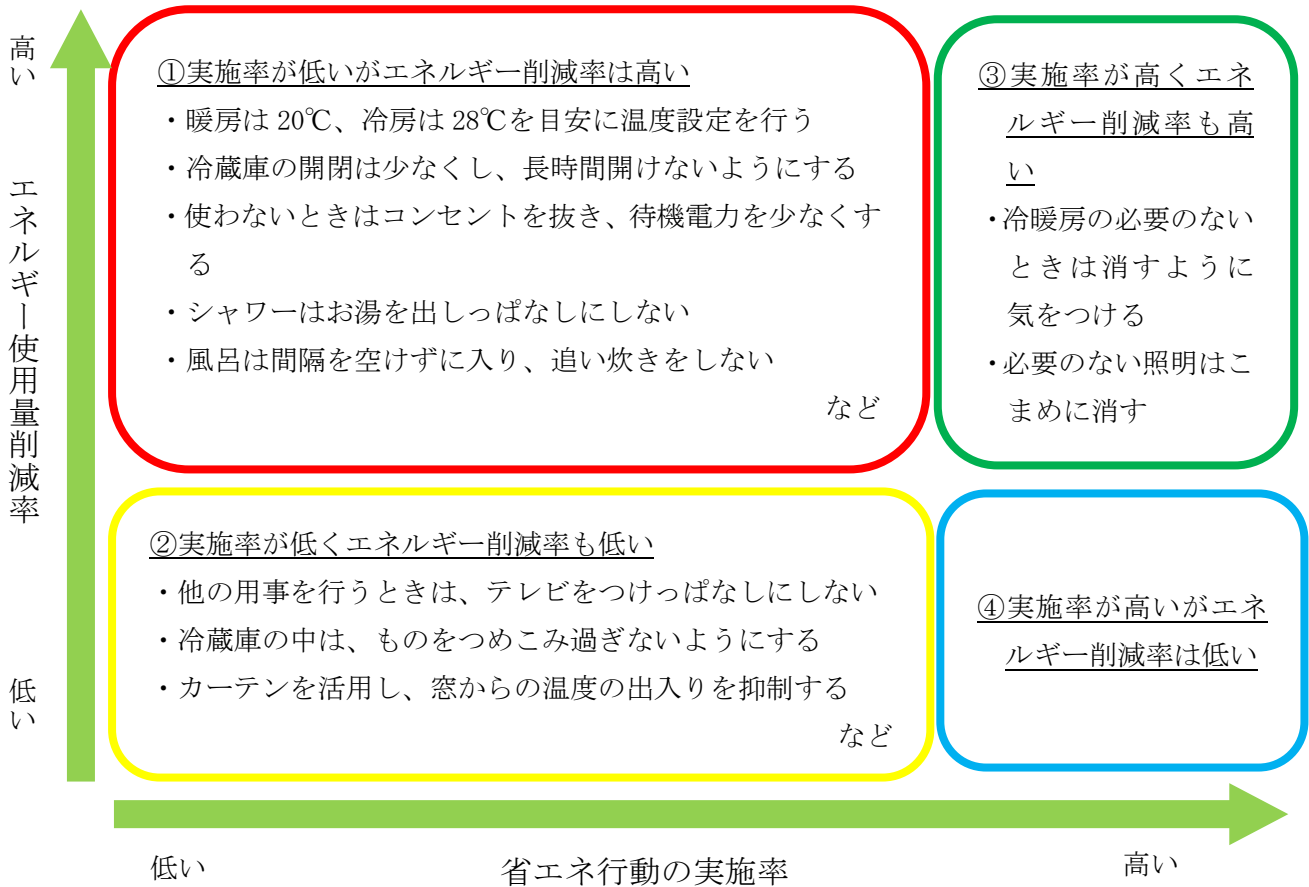 高い
エネルギー使用量削減率
低い
①実施率が低いがエネルギー削減率は高い
・暖房は 20℃、冷房は 28℃を目安に温度設定を行う
・冷蔵庫の開閉は少なくし、長時間開けないようにする
・使わないときはコンセントを抜き、待機電力を少なくす
る
・シャワーはお湯を出しっぱなしにしない
・風呂は間隔を空けずに入り、追い炊きをしない
など
③実施率が高くエネ
ルギー削減率も高
い
・冷暖房の必要のない
ときは消すように
気をつける
・必要のない照明はこ
まめに消す
②実施率が低くエネルギー削減率も低い
・他の用事を行うときは、テレビをつけっぱなしにしない
・冷蔵庫の中は、ものをつめこみ過ぎないようにする
・カーテンを活用し、窓からの温度の出入りを抑制する
など
④実施率が高いがエネ
ルギー削減率は低い
低い
省エネ行動の実施率
高い